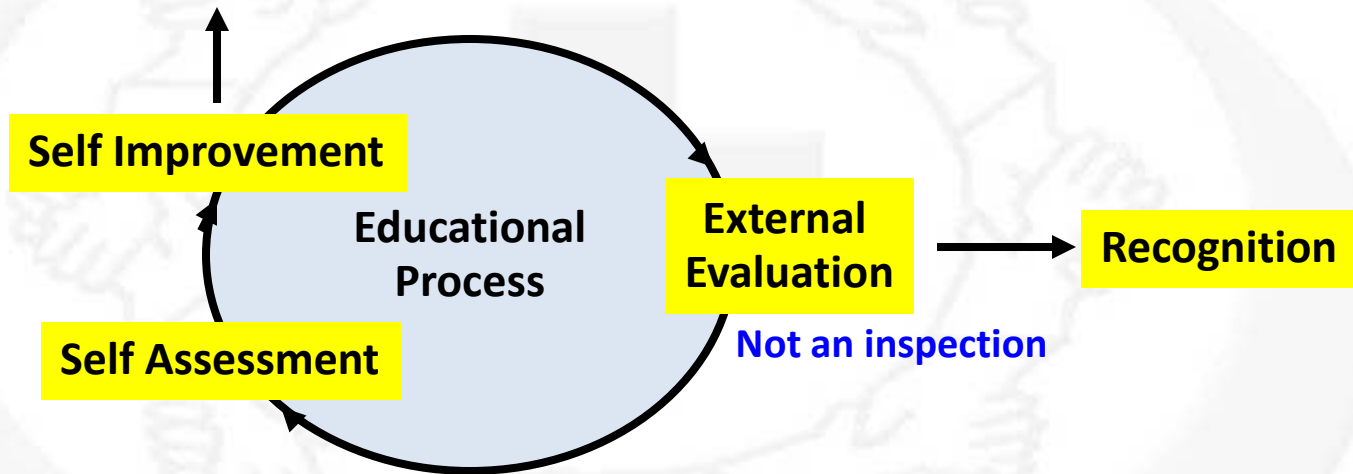 Self Improvement
Educational
Process
External
Evaluation
Recognition
Not an inspection
Self Assessment